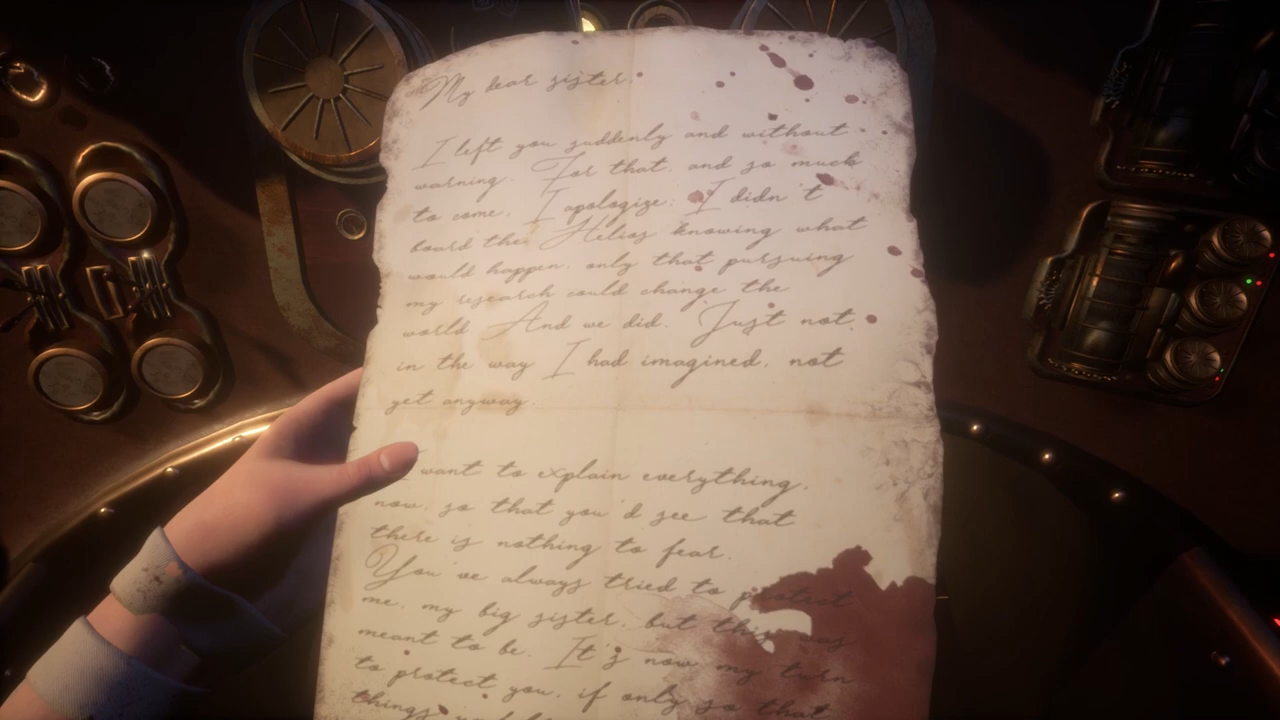 My dear sister.
I left you suddenly and without
warning. For that, and so much
to come, I apologize. I didn't
board the Helios knowing what
would happen, only that pursuing
my research could change the
world. And we did. Just not,
in the way I had imagined, not
yet anyway.
want to explain everything,
now, so that you'd see that
there is nothing to fear.
You've always tried to protect
me, my big sister, but this was
meant to be. It's now my turn
to protect you, if only so that
things